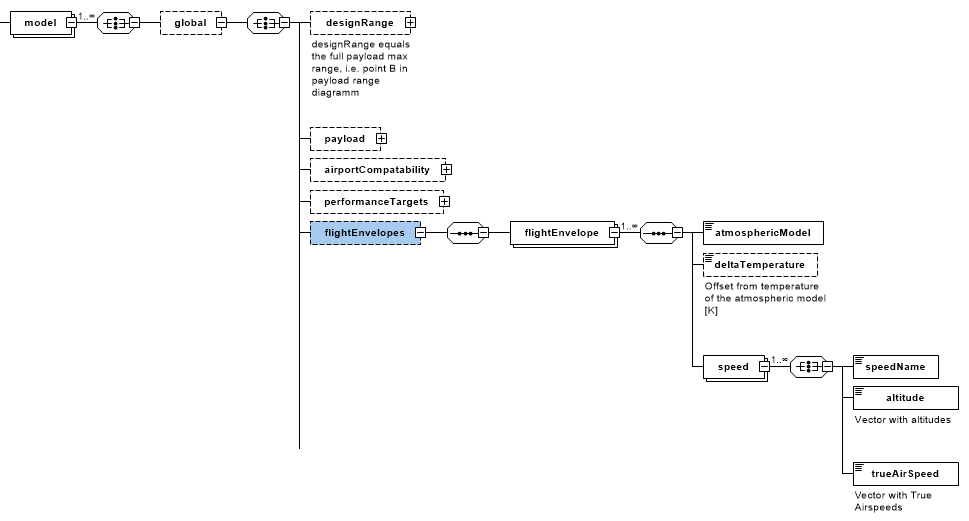 model
1..∞
global
designRange
designRange equals
the full payload max
range, i.e. point B in
payload range
diagramm
payload
airportCompatability
performanceTargets
flightEnvelopes
flightEnvelope
1..∞
atmosphericModel
deltaTemperature
Offset from temperature
of the atmospheric model
[K]
speed
1..∞
speedName
altitude
Vector with altitudes
trueAirSpeed
Vector with True
Airspeeds